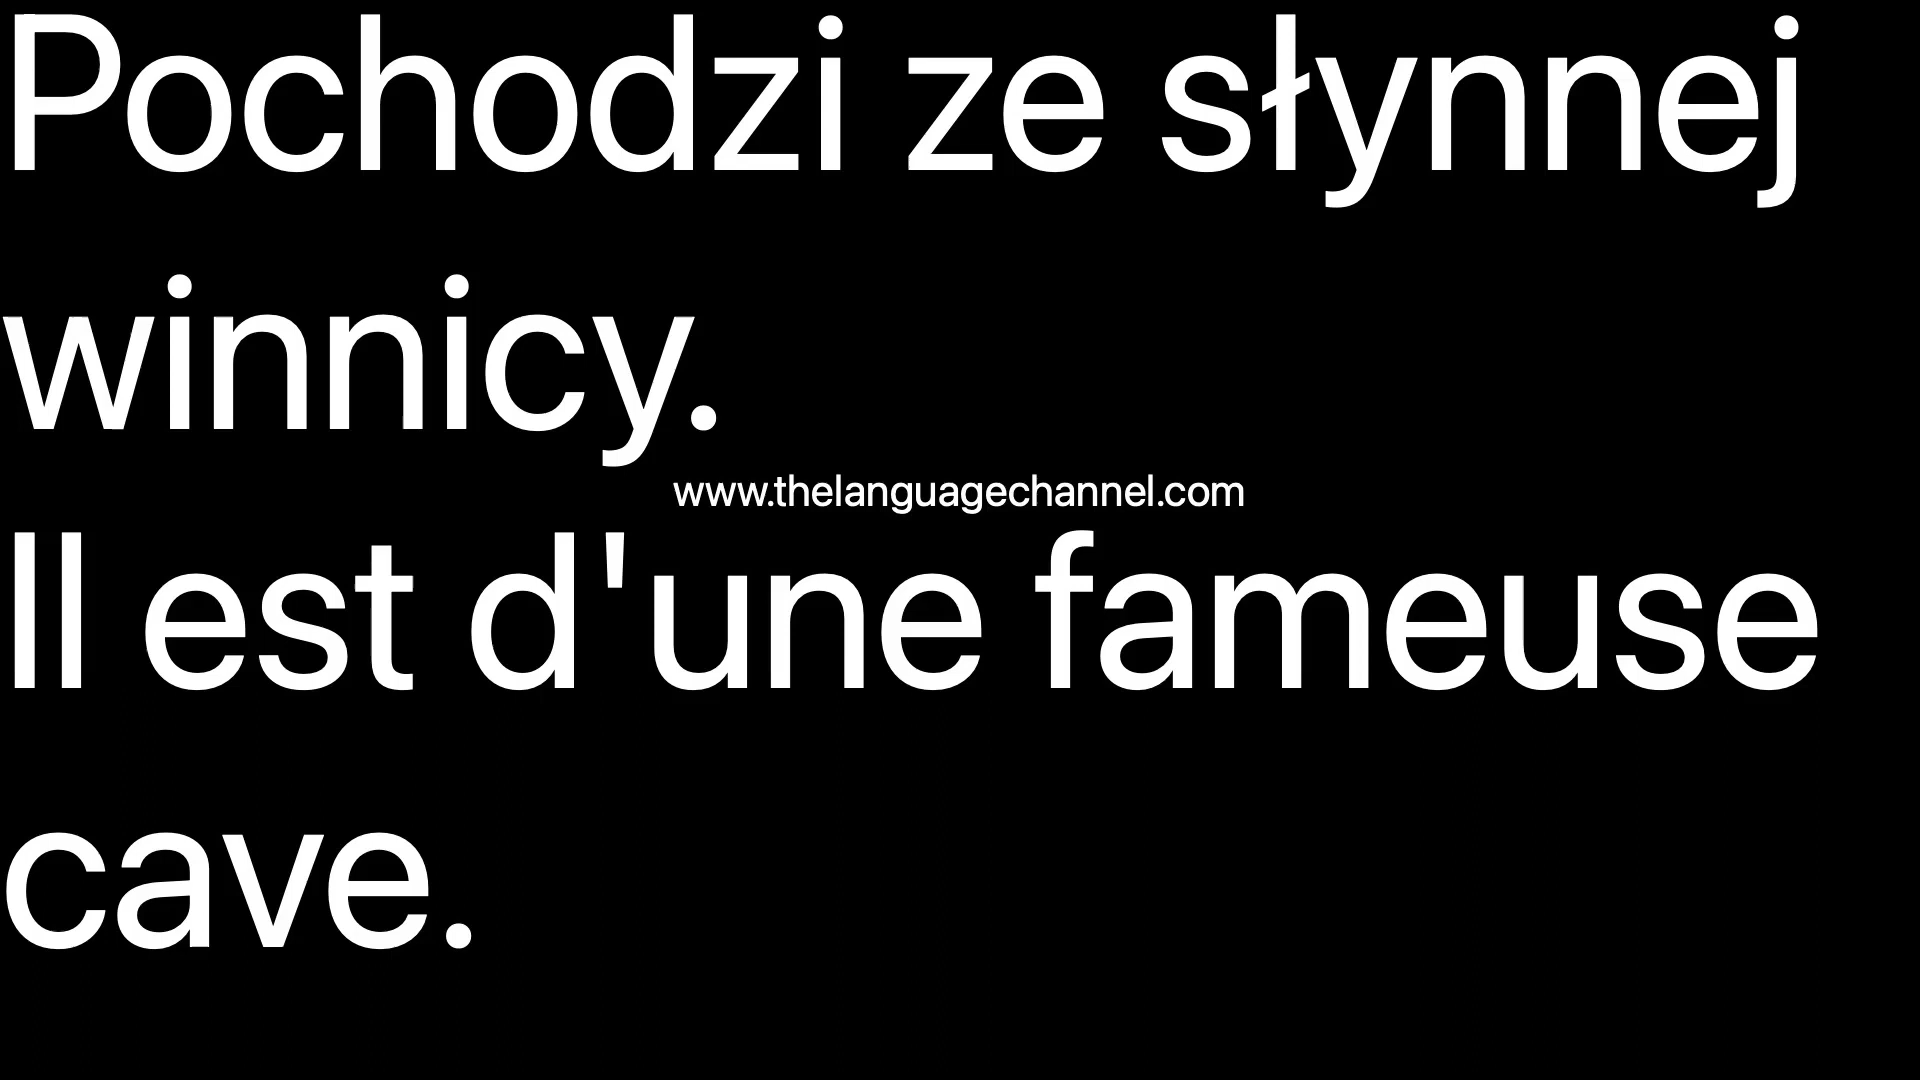 Pochodzi ze słynnej
winnicy.
www.thelanguagechannel.com
Il est d'une fameuse
cave.